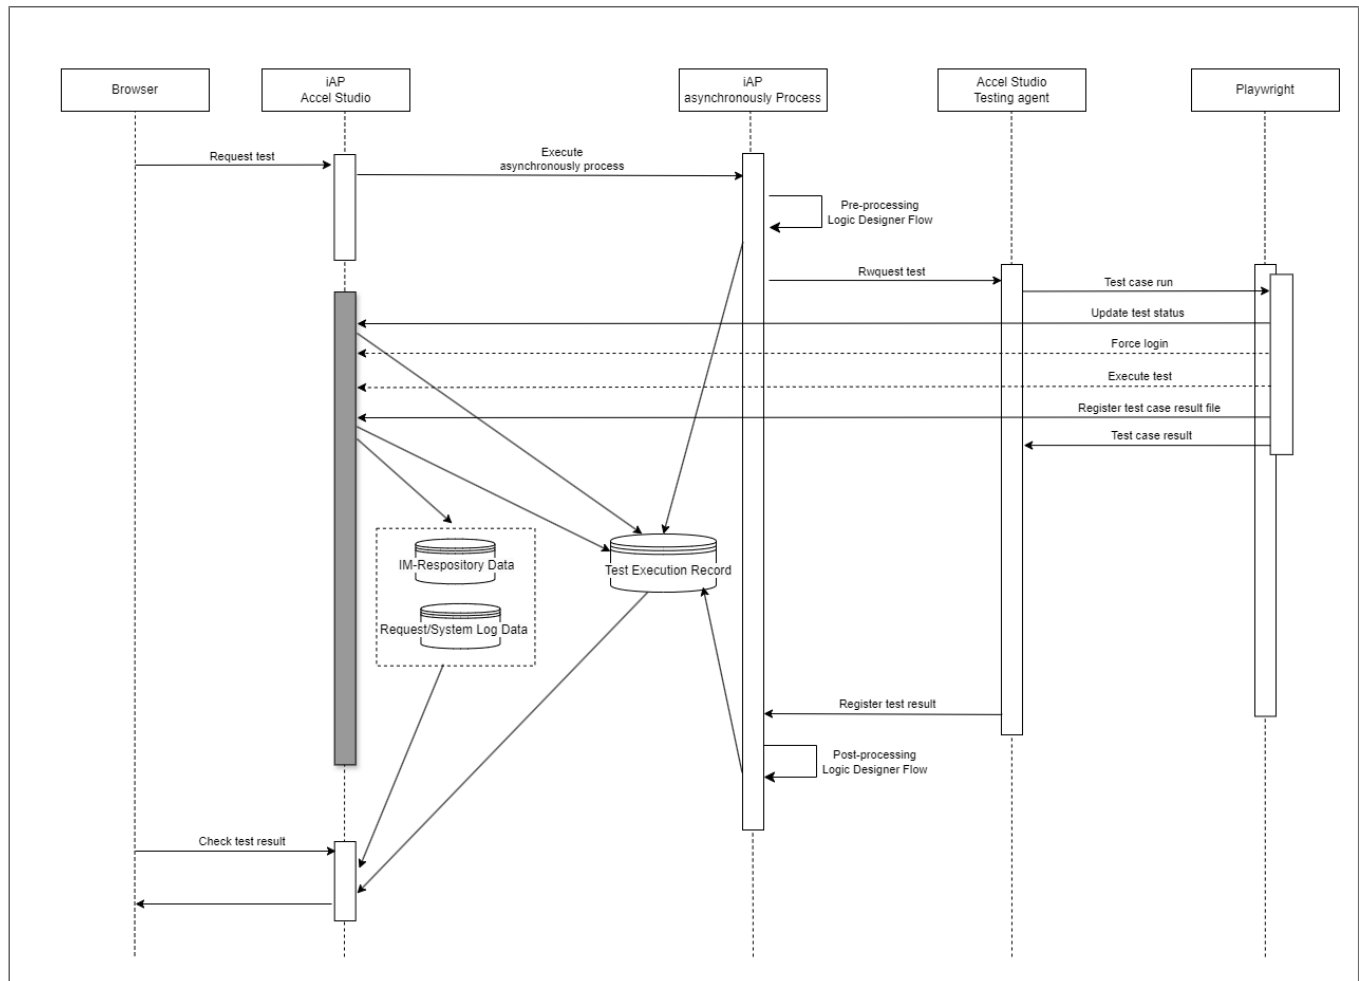 Browser
iAP
Accel Studio
iAP
asynchronously Process
Accel Studio
Testing agent
Playwright
Request test
Execute
asynchronously process
Pre-processing
Logic Designer Flow
Rwquest test
Test case run
Update test status
Force login
Execute test
Register test case result file
Test case result
IM-Respository Data
Test Execution Record
Request/System Log Data
Register test result
Post-processing
Logic Designer Flow
Check test result